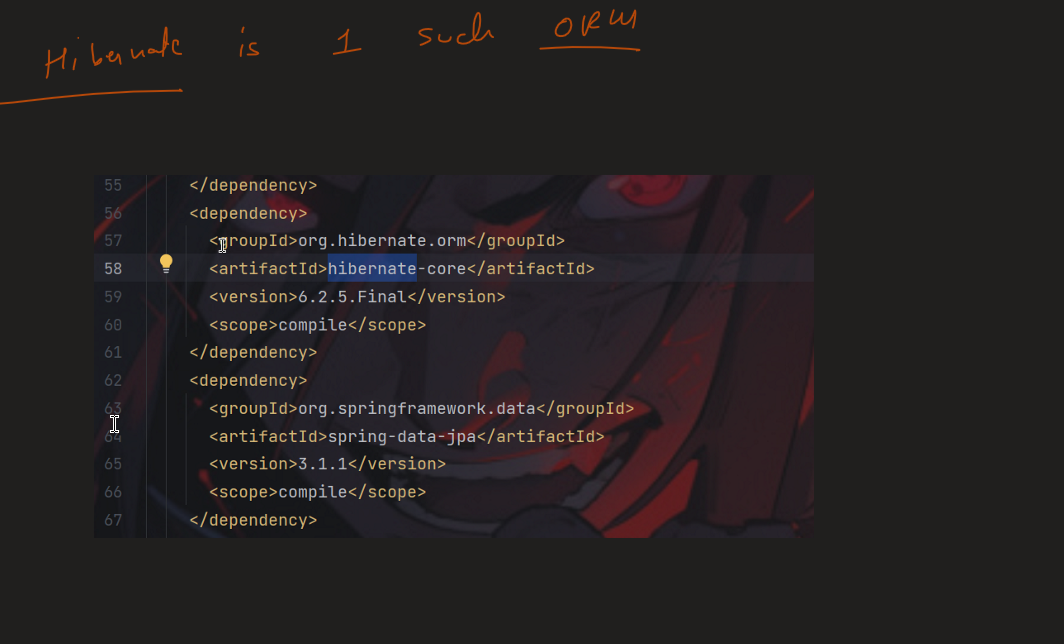 Hibernate is 1 such ORM
55 </dependency>
56 <dependency>
57 <groupId>org.hibernate.orm</groupId>
58 <artifactId>hibernate-core</artifactId>
59 <version>6.2.5.Final</version>
60 <scope>compile</scope>
61 </dependency>
62 <dependency>
63 <groupId>org.springframework.data</groupId>
64 <artifactId>spring-data-jpa</artifactId>
65 <version>3.1.1</version>
66 <scope>compile</scope>
67 </dependency>